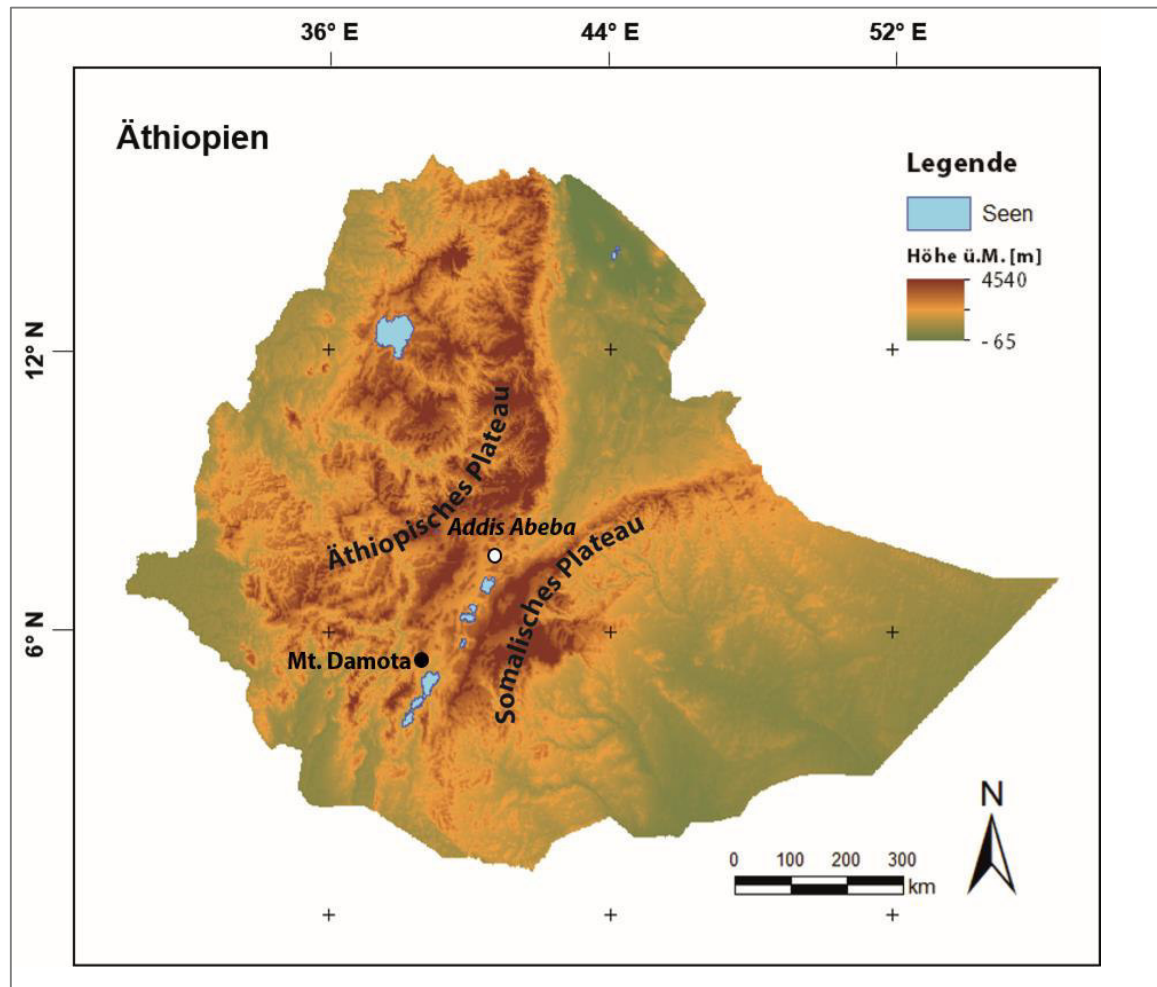 36° E 44° E 52° E
Äthiopien
Legende
Seen
Höhe ü.M. [m]
4540
- 65
12° N
Äthiopisches Plateau
Addis Abeba
Somalisches Plateau
6° N
Mt. Damota
N
0 100 200 300
km